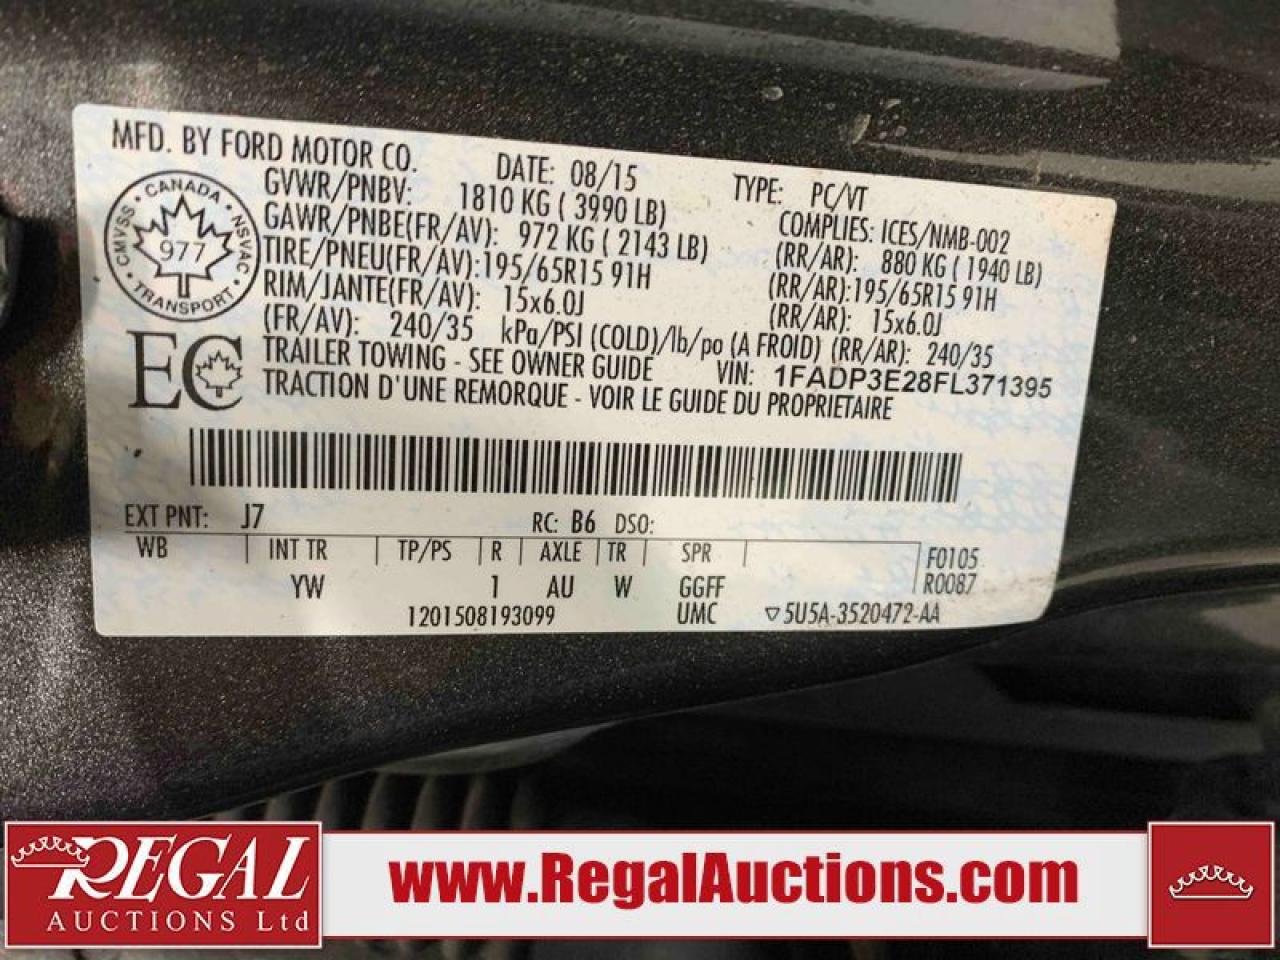 MFD. BY FORD MOTOR CO. DATE: 08/15 TYPE: PC/VT
GVWR/PNBV: 1810 KG ( 3990 LB) COMPLIES: ICES/NMB-002
GAWR/PNBE(FR/AV): 972 KG ( 2143 LB) (RR/AR): 880 KG ( 1940 LB)
TIRE/PNEU(FR/AV): 195/65R15 91H (RR/AR): 195/65R15 91H
RIM/JANTE(FR/AV): 15x6.0J (RR/AR): 15x6.0J
(FR/AV): 240/35 kPa/PSI (COLD)/lb/po (A FROID) (RR/AR): 240/35
TRAILER TOWING - SEE OWNER GUIDE VIN: 1FADP3E28FL371395
TRACTION D'UNE REMORQUE - VOIR LE GUIDE DU PROPRIETAIRE
CANADA
CMVSS 977 NSVAC
TRANSPORT
EC
EXT PNT: J7 RC: B6 DSO:
WB INT TR TP/PS R AXLE TR SPR F0105
YW 1 AU W GGFF R0087
1201508193099 UMC ▽5U5A-3520472-AA
REGAL
AUCTIONS Ltd
www.RegalAuctions.com